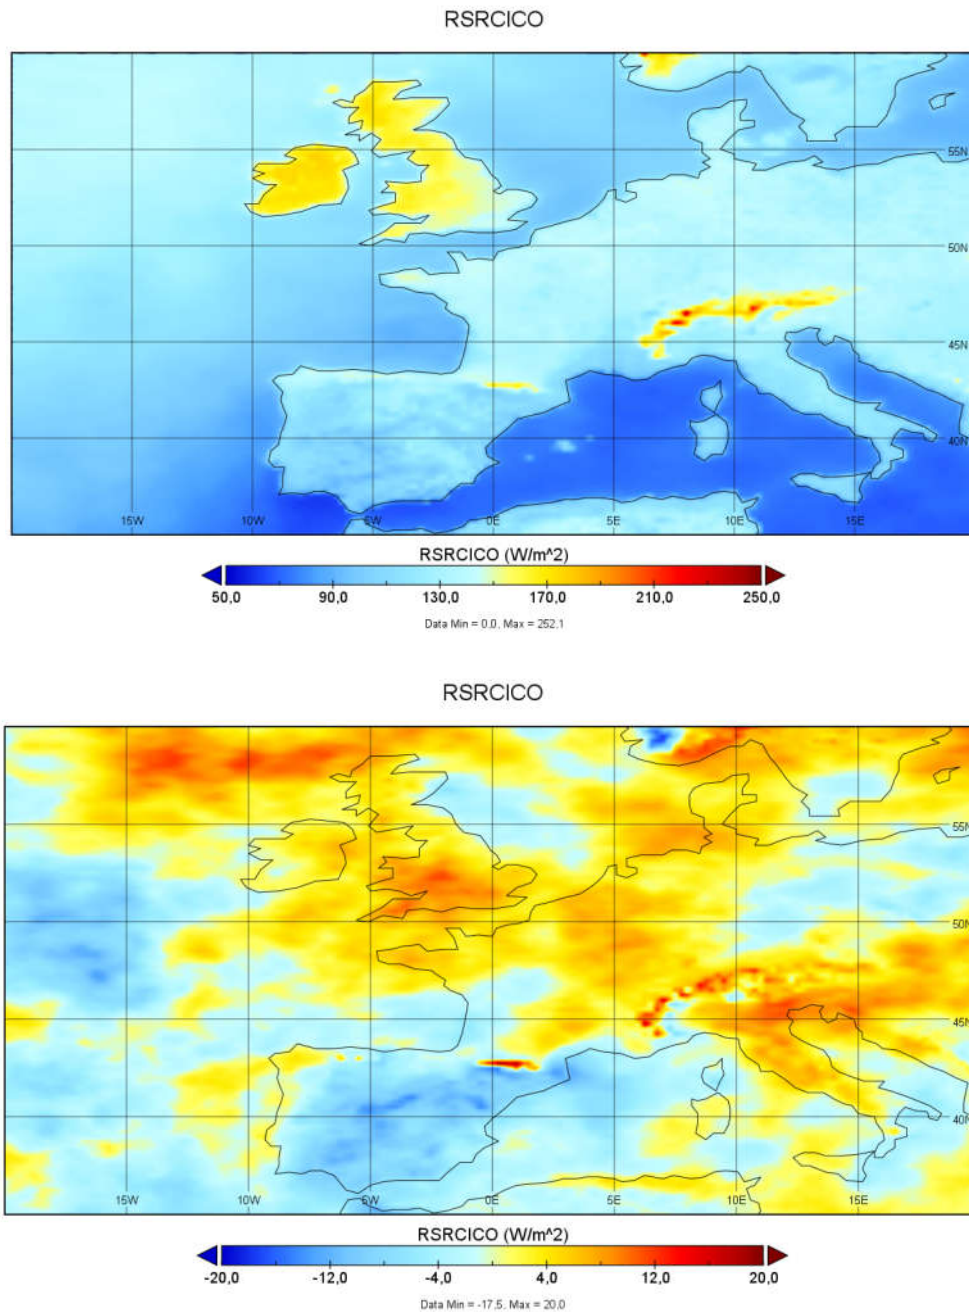 RSRCICO
55N
50N
45N
40N
15W 10W 5W 0E 5E 10E 15E
RSRCICO (W/m^2)
50,0 90,0 130,0 170,0 210,0 250,0
Data Min = 0,0, Max = 252,1
RSRCICO
55N
50N
45N
40N
15W 10W 5W 0E 5E 10E 15E
RSRCICO (W/m^2)
-20,0 -12,0 -4,0 4,0 12,0 20,0
Data Min = -17,5, Max = 20,0